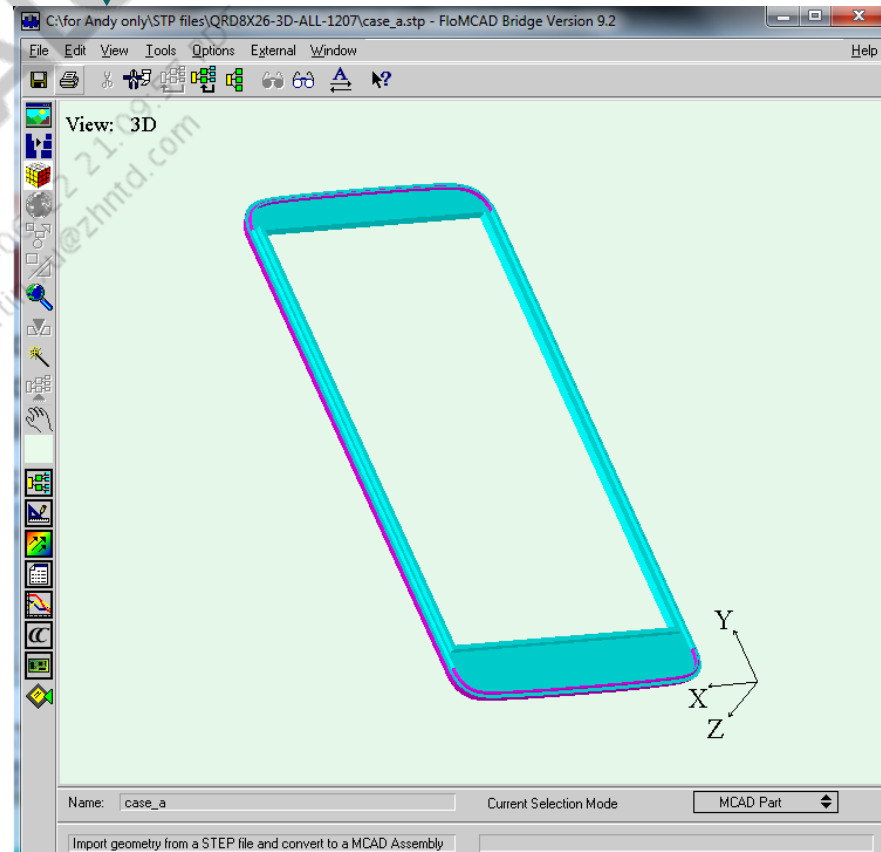 C:\for Andy only\STP files\QRD8X26-3D-ALL-1207\case_a.stp - FloMCAD Bridge Version 9.2
File Edit View Tools Options External Window Help
View: 3D
Y
X
Z
Name: case_a Current Selection Mode MCAD Part
Import geometry from a STEP file and convert to a MCAD Assembly